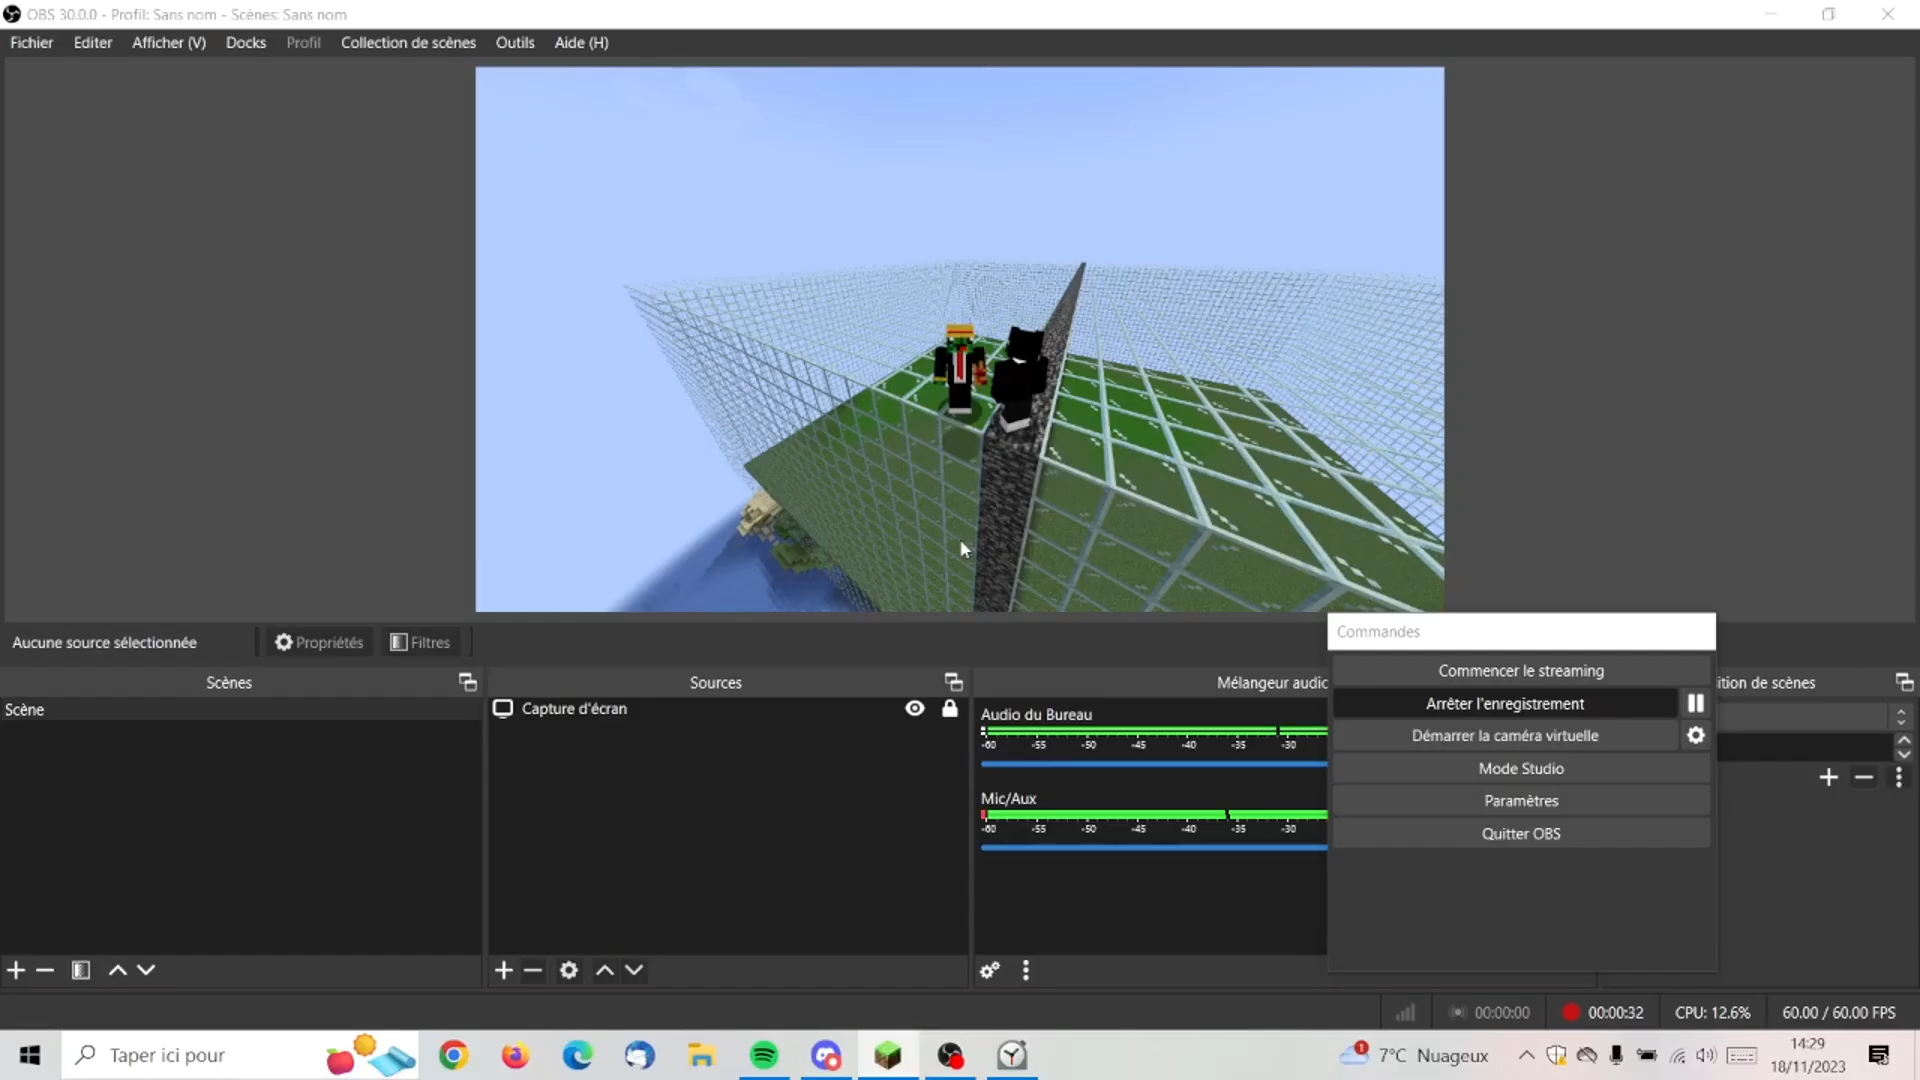 OBS 30.0.0 - Profil: Sans nom - Scènes: Sans nom
Fichier Editer Afficher (V) Docks Profil Collection de scènes Outils Aide (H)
Aucune source sélectionnée Propriétés Filtres
Commandes
Scènes Sources Mélangeur audio ition de scènes
Commencer le streaming
Scène
Capture d'écran
Arrêter l'enregistrement
Audio du Bureau
Démarrer la caméra virtuelle
-60 -55 -50 -45 -40 -35 -30
Mode Studio
Mic/Aux
Paramètres
-60 -55 -50 -45 -40 -35 -30
Quitter OBS
00:00:00 00:00:32 CPU: 12.6% 60.00 / 60.00 FPS
Taper ici pour
1
7°C Nuageux
14:29
18/11/2023